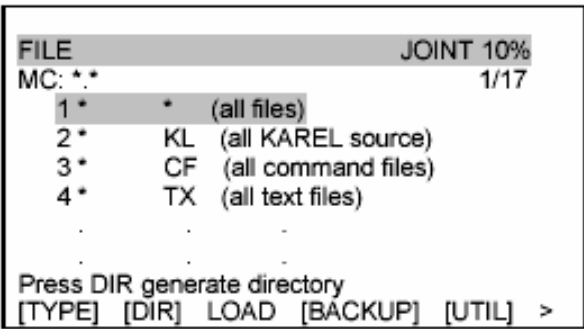 FILE JOINT 10%
MC: *.* 1/17
1 * * (all files)
2 * KL (all KAREL source)
3 * CF (all command files)
4 * TX (all text files)
. . .
. . .
Press DIR generate directory
[TYPE] [DIR] LOAD [BACKUP] [UTIL] >